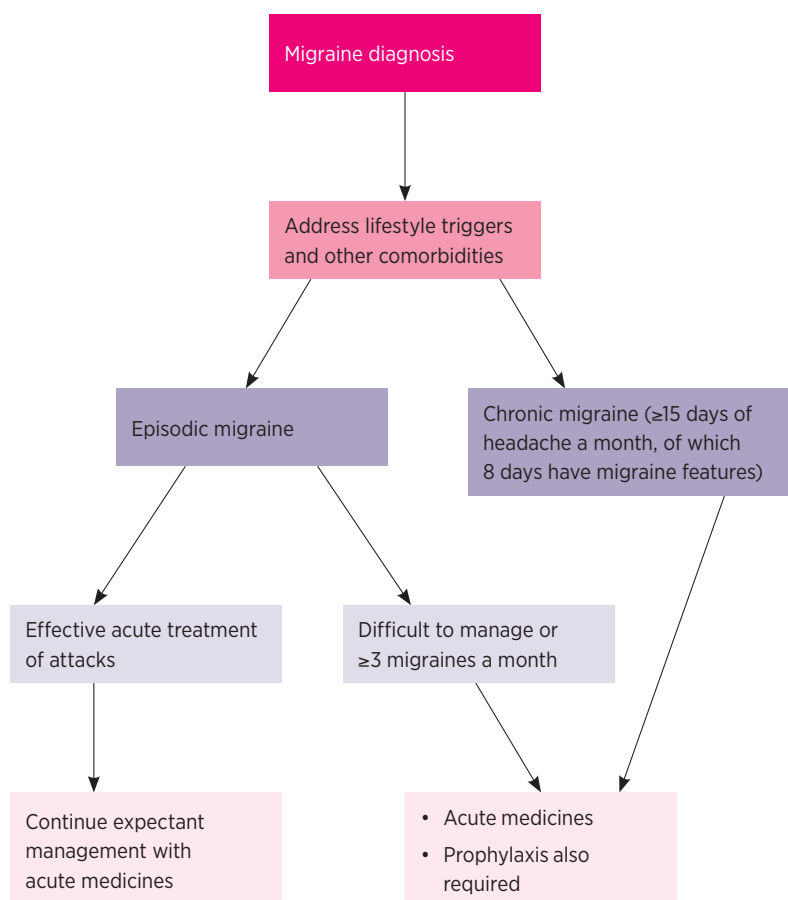 Migraine diagnosis
Address lifestyle triggers
and other comorbidities
Episodic migraine
Chronic migraine (≥15 days of
headache a month, of which
8 days have migraine features)
Effective acute treatment
of attacks
Difficult to manage or
≥3 migraines a month
Continue expectant
management with
acute medicines
• Acute medicines
• Prophylaxis also
required